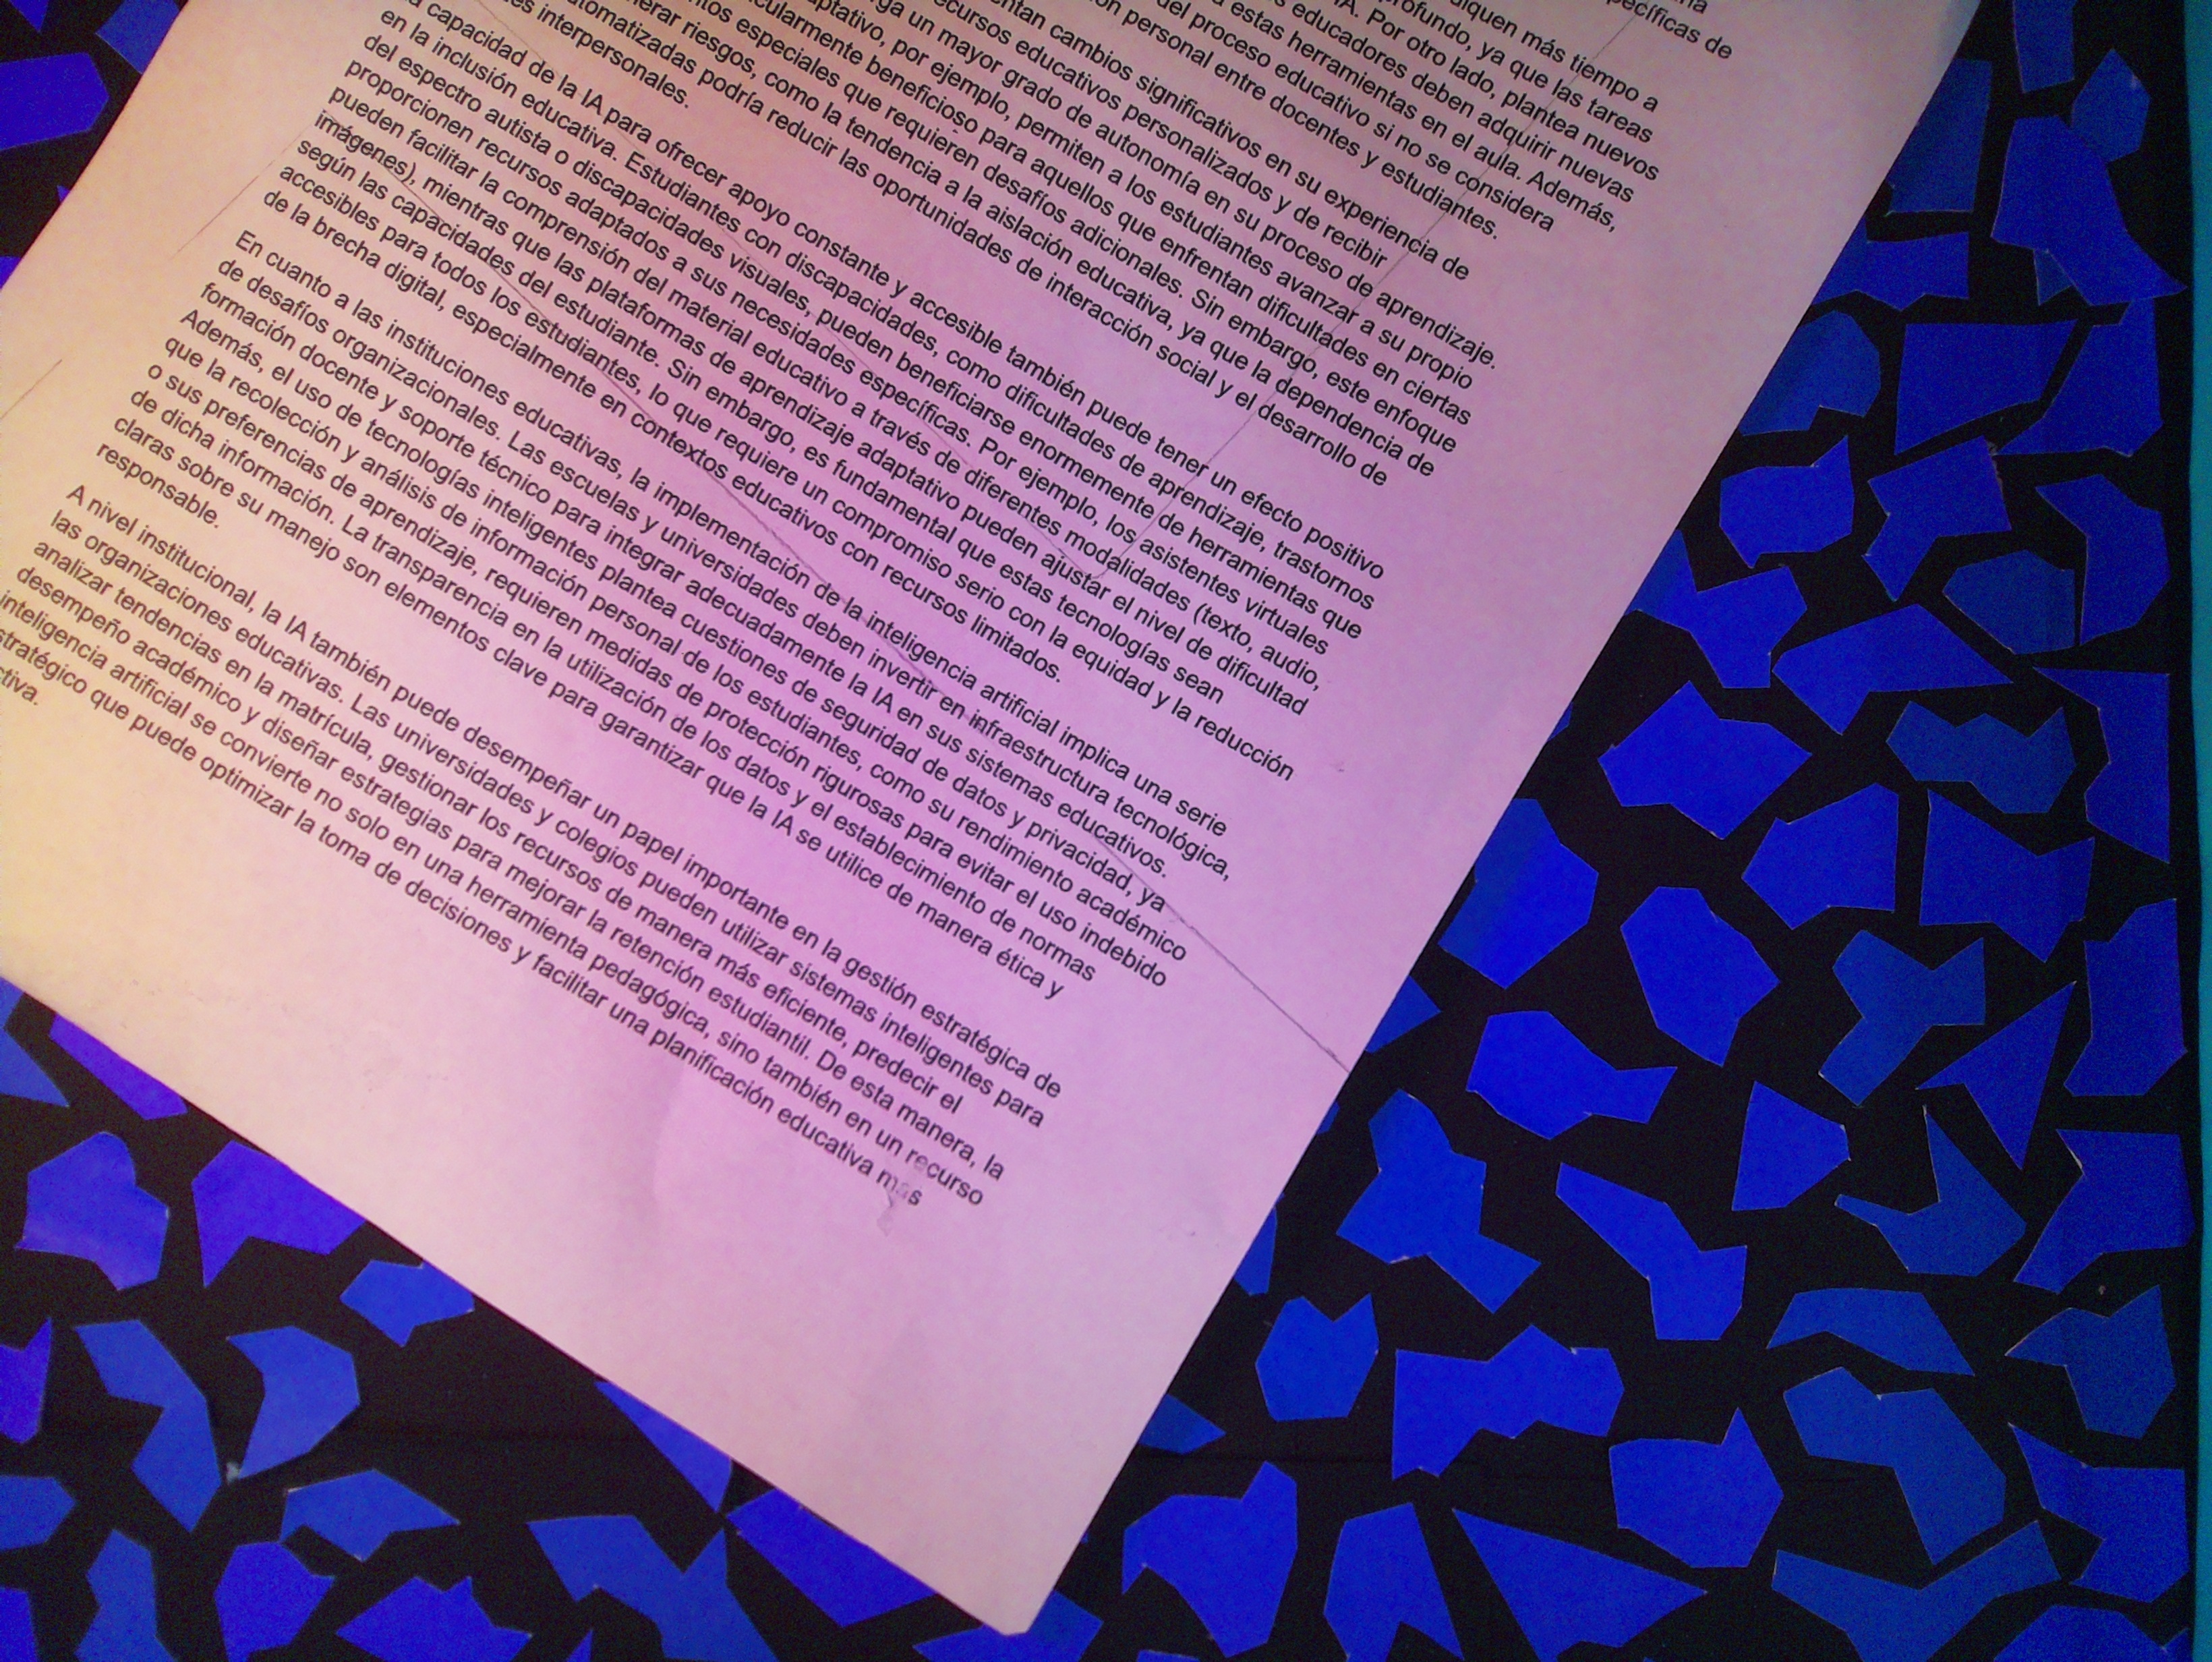 de
más tiempo a
ya que las tareas
IA. Por otro lado, plantea nuevos
educadores deben adquirir nuevas
estas herramientas en el aula. Además,
del proceso educativo si no se considera
personal entre docentes y estudiantes.
cambios significativos en su experiencia de
educativos personalizados y de recibir
un mayor grado de autonomía en su proceso de aprendizaje.
por ejemplo, permiten a los estudiantes avanzar a su propio
beneficioso para aquellos que enfrentan dificultades en ciertas
especiales que requieren desafíos adicionales. Sin embargo, este enfoque
riesgos, como la tendencia a la aislación educativa, ya que la dependencia de
podría reducir las oportunidades de interacción social y el desarrollo de
interpersonales.
capacidad de la IA para ofrecer apoyo constante y accesible también puede tener un efecto positivo
en la inclusión educativa. Estudiantes con discapacidades, como dificultades de aprendizaje, trastornos
del espectro autista o discapacidades visuales, pueden beneficiarse enormemente de herramientas que
proporcionen recursos adaptados a sus necesidades específicas. Por ejemplo, los asistentes virtuales
pueden facilitar la comprensión del material educativo a través de diferentes modalidades (texto, audio,
imágenes), mientras que las plataformas de aprendizaje adaptativo pueden ajustar el nivel de dificultad
según las capacidades del estudiante. Sin embargo, es fundamental que estas tecnologías sean
accesibles para todos los estudiantes, lo que requiere un compromiso serio con la equidad y la reducción
de la brecha digital, especialmente en contextos educativos con recursos limitados.
En cuanto a las instituciones educativas, la implementación de la inteligencia artificial implica una serie
de desafíos organizacionales. Las escuelas y universidades deben invertir en infraestructura tecnológica,
formación docente y soporte técnico para integrar adecuadamente la IA en sus sistemas educativos.
Además, el uso de tecnologías inteligentes plantea cuestiones de seguridad de datos y privacidad, ya
que la recolección y análisis de información personal de los estudiantes, como su rendimiento académico
o sus preferencias de aprendizaje, requieren medidas de protección rigurosas para evitar el uso indebido
de dicha información. La transparencia en la utilización de los datos y el establecimiento de normas
claras sobre su manejo son elementos clave para garantizar que la IA se utilice de manera ética y
responsable.
A nivel institucional, la IA también puede desempeñar un papel importante en la gestión estratégica de
las organizaciones educativas. Las universidades y colegios pueden utilizar sistemas inteligentes para
analizar tendencias en la matrícula, gestionar los recursos de manera más eficiente, predecir el
desempeño académico y diseñar estrategias para mejorar la retención estudiantil. De esta manera, la
inteligencia artificial se convierte no solo en una herramienta pedagógica, sino también en un recurso
que puede optimizar la toma de decisiones y facilitar una planificación educativa más